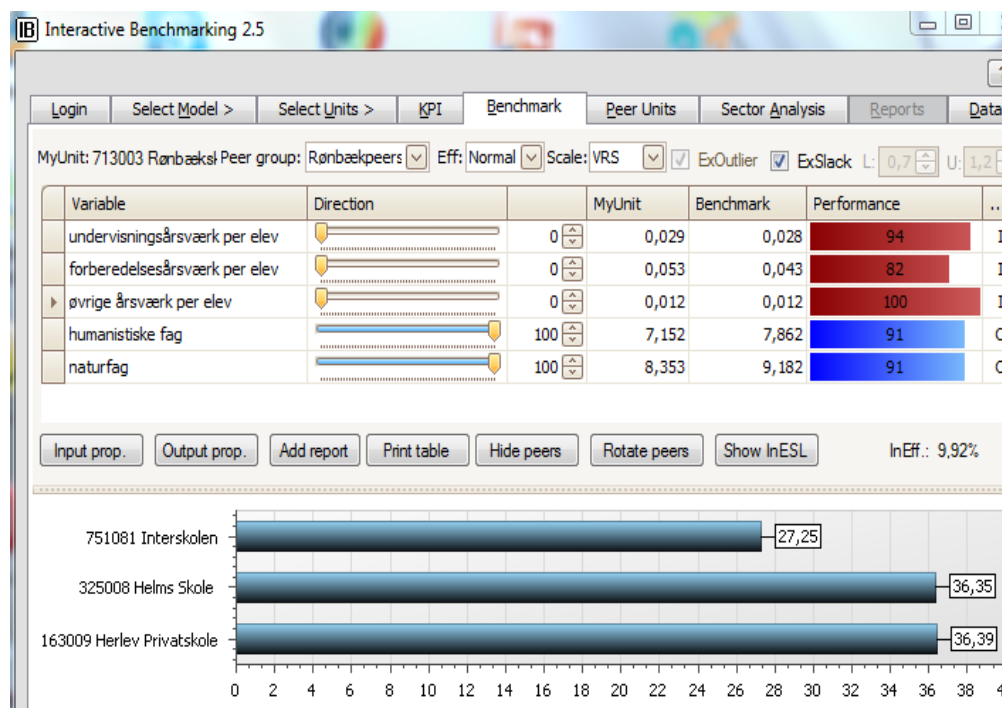 IB Interactive Benchmarking 2.5
Login Select Model > Select Units > KPI Benchmark Peer Units Sector Analysis Reports Data
MyUnit: 713003 Rønbæksk Peer group: Rønbækpeers Eff: Normal Scale: VRS ExOutlier ExSlack L: 0,7 U: 1,2
Variable Direction MyUnit Benchmark Performance ..
undervisningsårsværk per elev 0 0,029 0,028 94 I
forberedelsesårsværk per elev 0 0,053 0,043 82 I
øvrige årsværk per elev 0 0,012 0,012 100 I
humanistiske fag 100 7,152 7,862 91
naturfag 100 8,353 9,182 91
Input prop. Output prop. Add report Print table Hide peers Rotate peers Show InESL InEff.: 9,92%
751081 Interskolen 27,25
325008 Helms Skole 36,35
163009 Herlev Privatskole 36,39
0 2 4 6 8 10 12 14 16 18 20 22 24 26 28 30 32 34 36 38